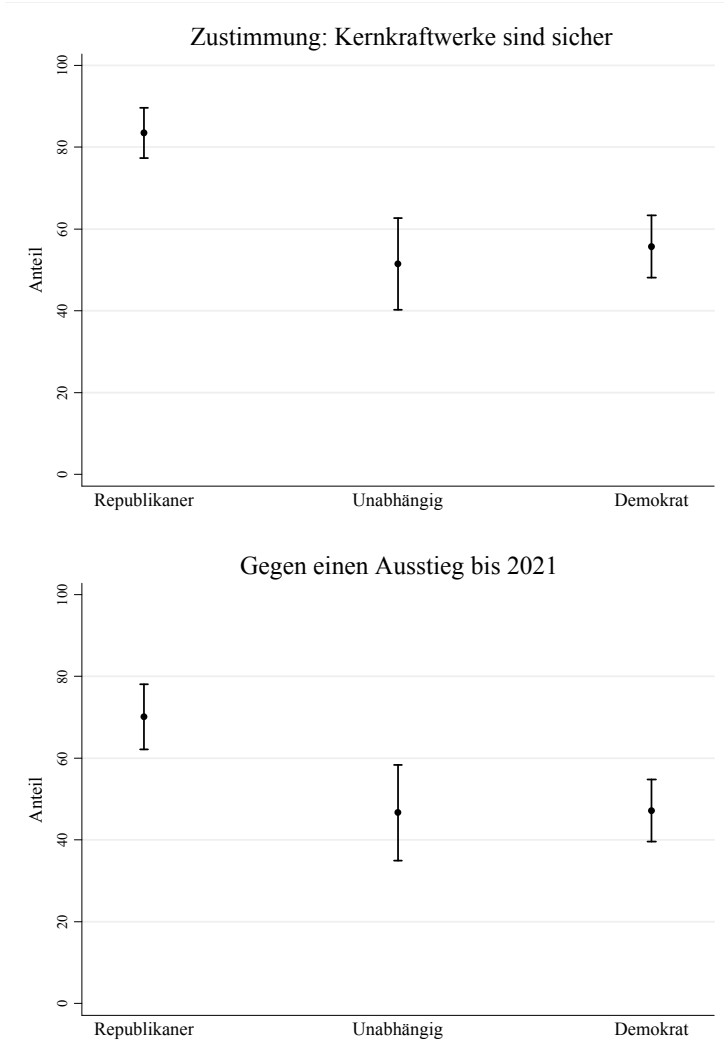 Zustimmung: Kernkraftwerke sind sicher
100
80
60
40
20
0
Anteil
Republikaner Unabhängig Demokrat
Gegen einen Ausstieg bis 2021
100
80
60
40
20
0
Anteil
Republikaner Unabhängig Demokrat